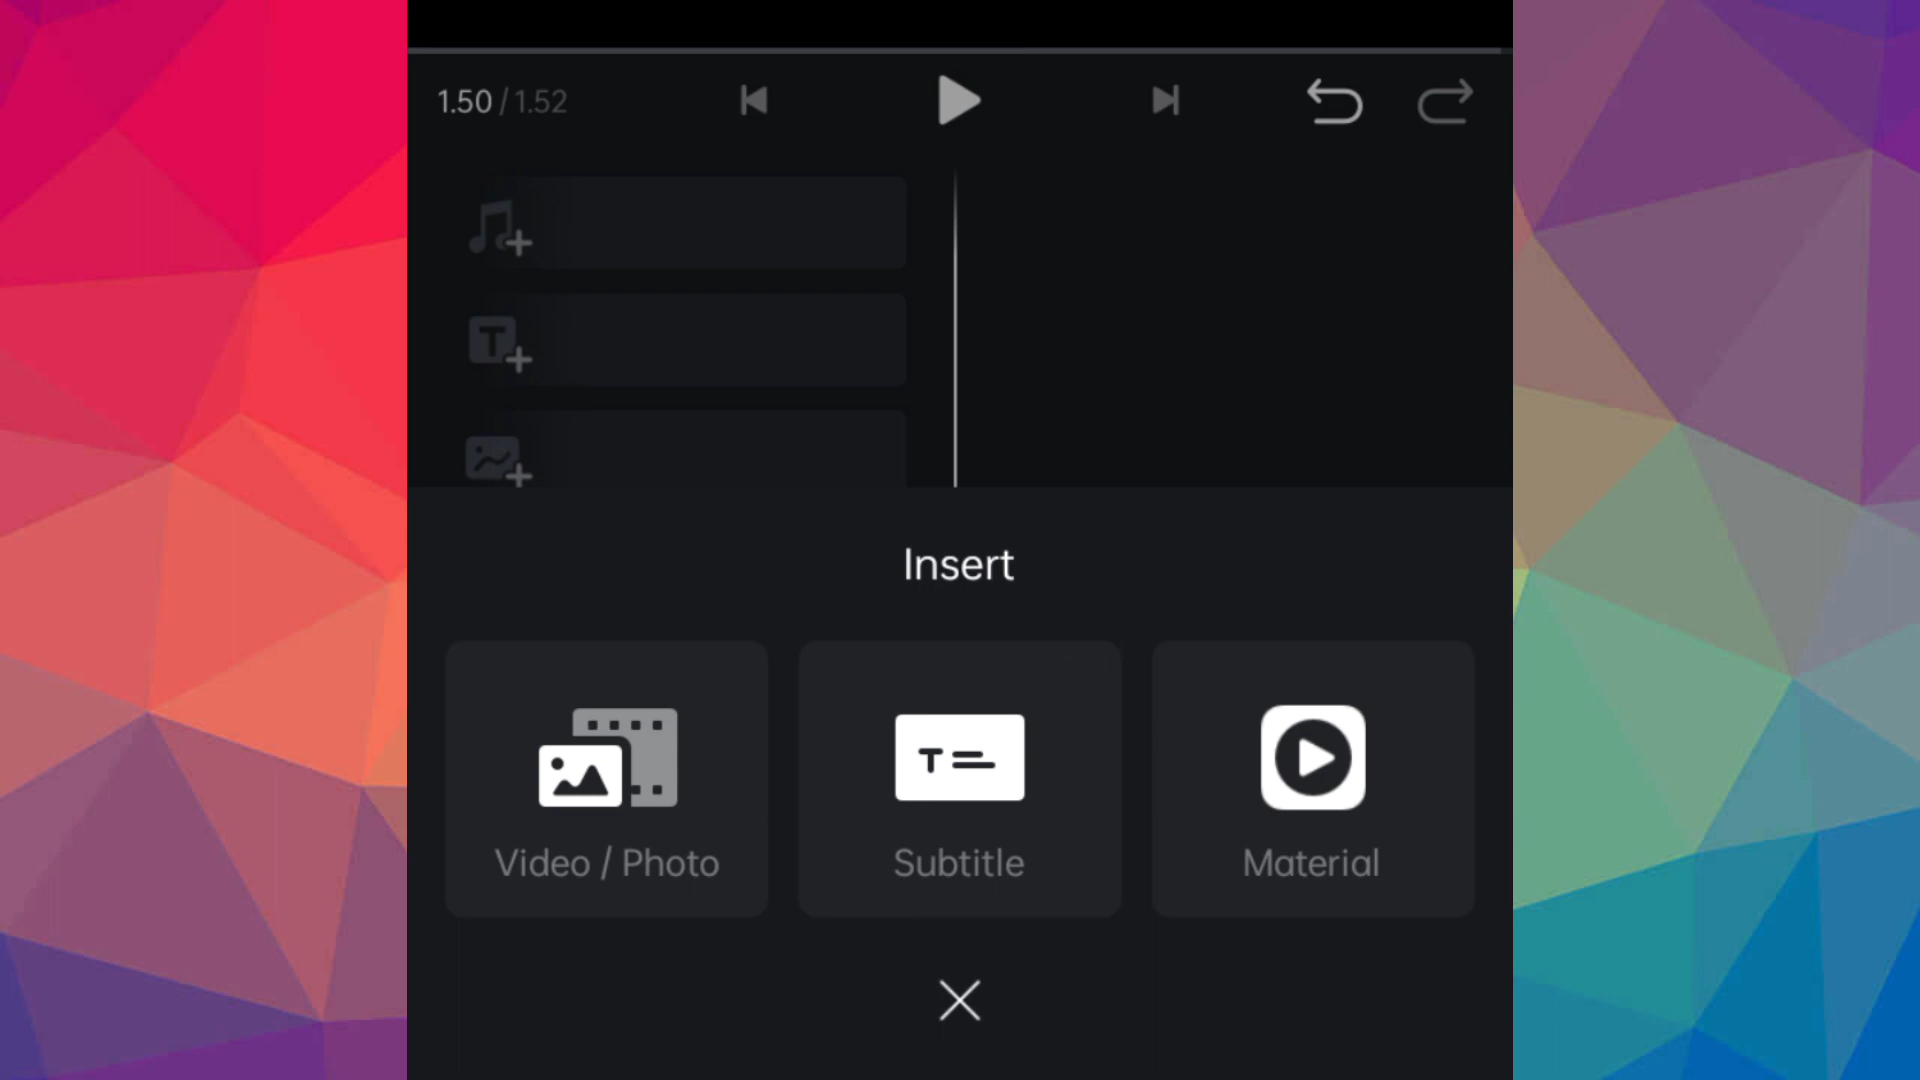 1.50 / 1.52
T
Insert
T
Video / Photo
Subtitle
Material